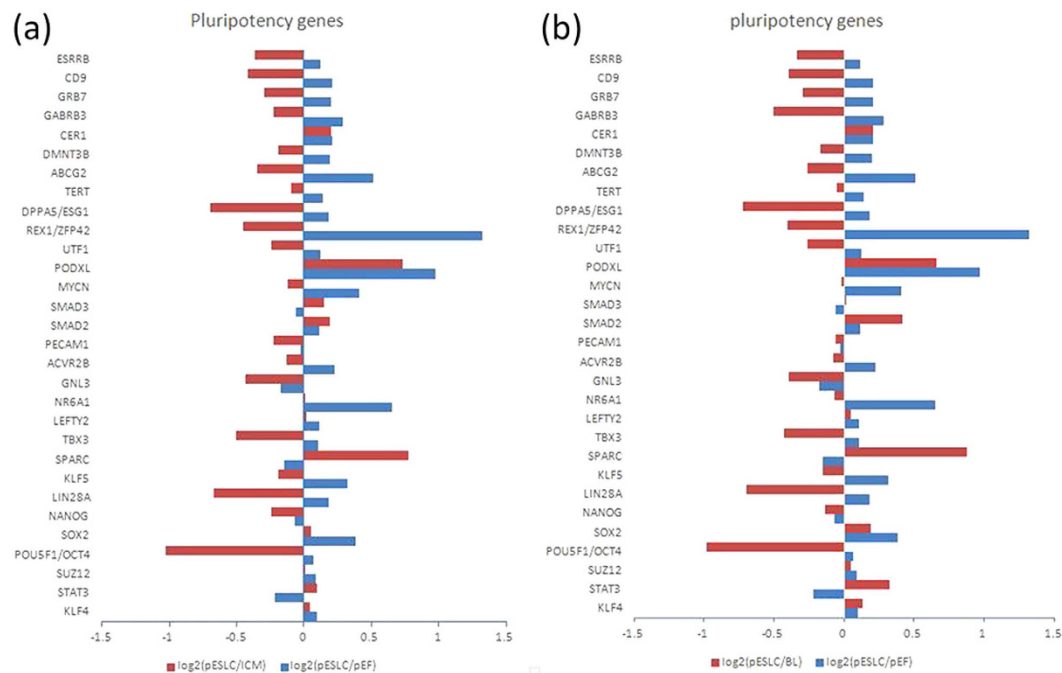 (a)
Pluripotency genes
ESRRB
CD9
GRB7
GABRB3
CER1
DMNT3B
ABCG2
TERT
DPPA5/ESG1
REX1/ZFP42
UTF1
PODXL
MYCN
SMAD3
SMAD2
PECAM1
ACVR2B
GNL3
NR6A1
LEFTY2
TBX3
SPARC
KLF5
LIN28A
NANOG
SOX2
POU5F1/OCT4
SUZ12
STAT3
KLF4
-1.5 -1 -0.5 0 0.5 1 1.5
log2(pESLC/ICM) log2(pESLC/pEF)
(b)
pluripotency genes
ESRRB
CD9
GRB7
GABRB3
CER1
DMNT3B
ABCG2
TERT
DPPA5/ESG1
REX1/ZFP42
UTF1
PODXL
MYCN
SMAD3
SMAD2
PECAM1
ACVR2B
GNL3
NR6A1
LEFTY2
TBX3
SPARC
KLF5
LIN28A
NANOG
SOX2
POU5F1/OCT4
SUZ12
STAT3
KLF4
-1.5 -1 -0.5 0 0.5 1 1.5
log2(pESLC/BL) log2(pESLC/pEF)